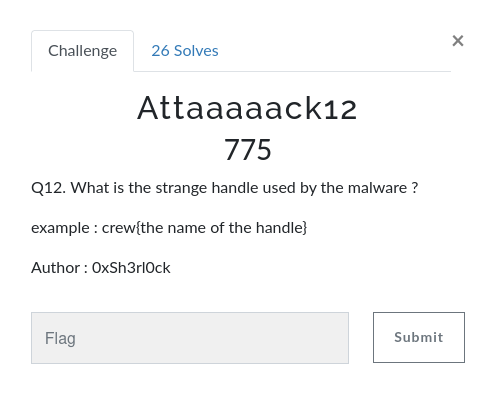 Challenge
26 Solves
×
Attaaaaack12
775
Q12. What is the strange handle used by the malware ?
example : crew{the name of the handle}
Author : 0xSh3rl0ck
Flag
Submit